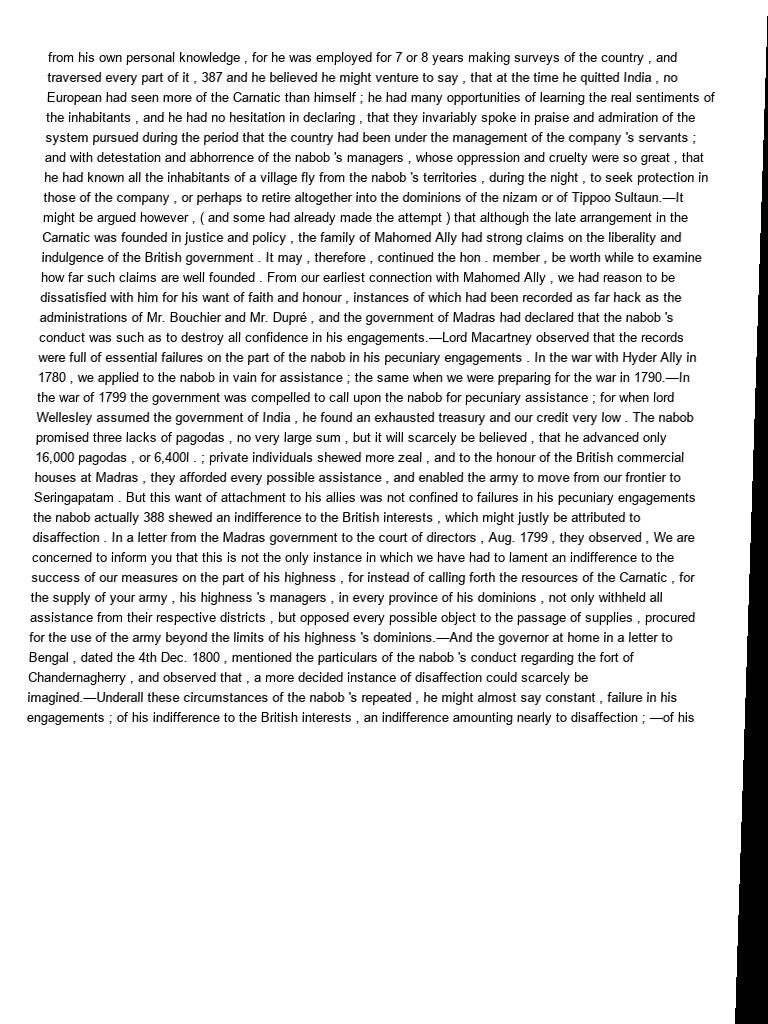 from his own personal knowledge , for he was employed for 7 or 8 years making surveys of the country , and
traversed every part of it , 387 and he believed he might venture to say , that at the time he quitted India , no
European had seen more of the Carnatic than himself ; he had many opportunities of learning the real sentiments of
the inhabitants , and he had no hesitation in declaring , that they invariably spoke in praise and admiration of the
system pursued during the period that the country had been under the management of the company 's servants ;
and with detestation and abhorrence of the nabob 's managers , whose oppression and cruelty were so great , that
he had known all the inhabitants of a village fly from the nabob 's territories , during the night , to seek protection in
those of the company , or perhaps to retire altogether into the dominions of the nizam or of Tippoo Sultaun.—It
might be argued however , ( and some had already made the attempt ) that although the late arrangement in the
Carnatic was founded in justice and policy , the family of Mahomed Ally had strong claims on the liberality and
indulgence of the British government . It may , therefore , continued the hon . member , be worth while to examine
how far such claims are well founded . From our earliest connection with Mahomed Ally , we had reason to be
dissatisfied with him for his want of faith and honour , instances of which had been recorded as far hack as the
administrations of Mr. Bouchier and Mr. Dupré , and the government of Madras had declared that the nabob 's
conduct was such as to destroy all confidence in his engagements.—Lord Macartney observed that the records
were full of essential failures on the part of the nabob in his pecuniary engagements . In the war with Hyder Ally in
1780 , we applied to the nabob in vain for assistance ; the same when we were preparing for the war in 1790.—In
the war of 1799 the government was compelled to call upon the nabob for pecuniary assistance ; for when lord
Wellesley assumed the government of India , he found an exhausted treasury and our credit very low . The nabob
promised three lacks of pagodas , no very large sum , but it will scarcely be believed , that he advanced only
16,000 pagodas , or 6,400l . ; private individuals shewed more zeal , and to the honour of the British commercial
houses at Madras , they afforded every possible assistance , and enabled the army to move from our frontier to
Seringapatam . But this want of attachment to his allies was not confined to failures in his pecuniary engagements
the nabob actually 388 shewed an indifference to the British interests , which might justly be attributed to
disaffection . In a letter from the Madras government to the court of directors , Aug. 1799 , they observed , We are
concerned to inform you that this is not the only instance in which we have had to lament an indifference to the
success of our measures on the part of his highness , for instead of calling forth the resources of the Carnatic , for
the supply of your army , his highness 's managers , in every province of his dominions , not only withheld all
assistance from their respective districts , but opposed every possible object to the passage of supplies , procured
for the use of the army beyond the limits of his highness 's dominions.—And the governor at home in a letter to
Bengal , dated the 4th Dec. 1800 , mentioned the particulars of the nabob 's conduct regarding the fort of
Chandernagherry , and observed that , a more decided instance of disaffection could scarcely be
imagined.—Underall these circumstances of the nabob 's repeated , he might almost say constant , failure in his
engagements ; of his indifference to the British interests , an indifference amounting nearly to disaffection ; —of his